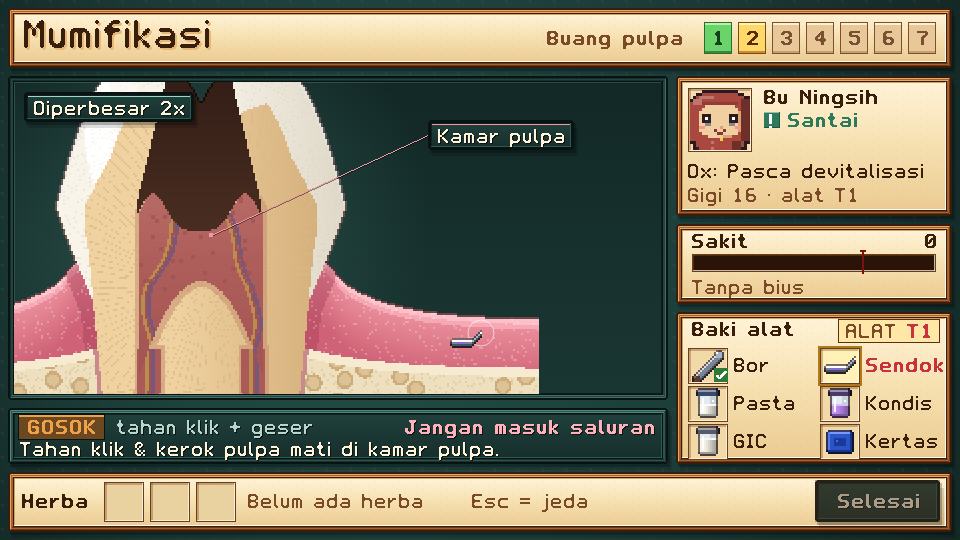 Mumifikasi
Buang pulpa
1 2 3 4 5 6 7
Diperbesar 2x
Kamar pulpa
Bu Ningsih
Santai
Dx: Pasca devitalisasi
Gigi 16 · alat T1
Sakit 0
Tanpa bius
Baki alat
ALAT T1
Bor
Sendok
Pasta
Kondis
GIC
Kertas
GOSOK tahan klik + geser
Jangan masuk saluran
Tahan klik & kerok pulpa mati di kamar pulpa.
Herba
Belum ada herba
Esc = jeda
Selesai